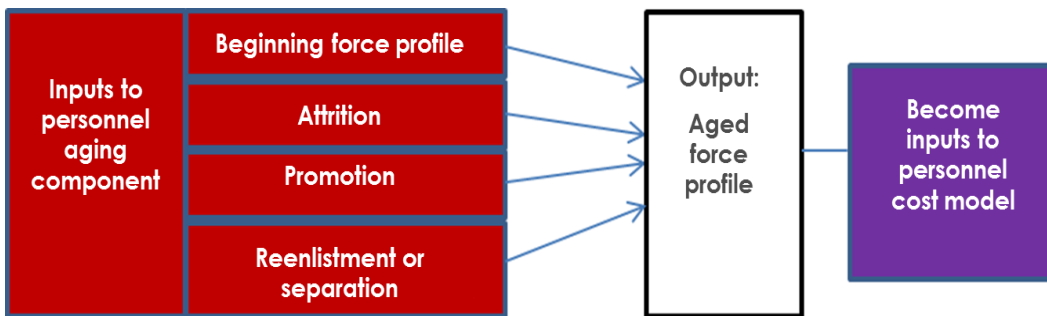 Inputs to
personnel
aging
component
Beginning force profile
Attrition
Promotion
Reenlistment or
separation
Output:
Aged
force
profile
Become
inputs to
personnel
cost model